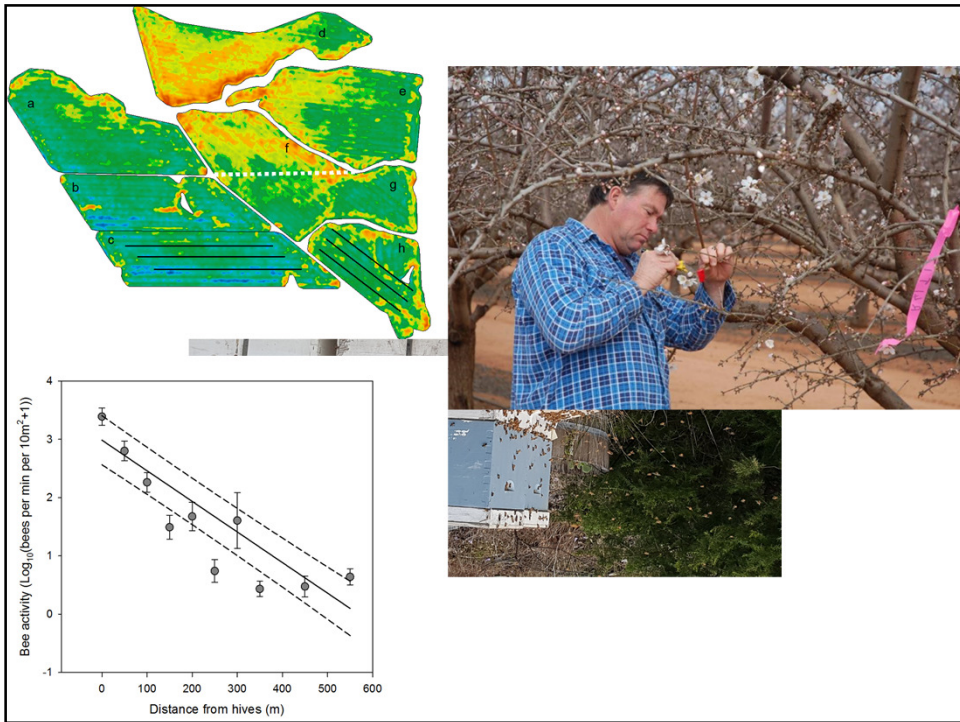 d
a
e
f
b
g
c
h
Bee activity (Log₁₀(bees per min per 10m²+1))
4
3
2
1
0
-1
0 100 200 300 400 500 600
Distance from hives (m)